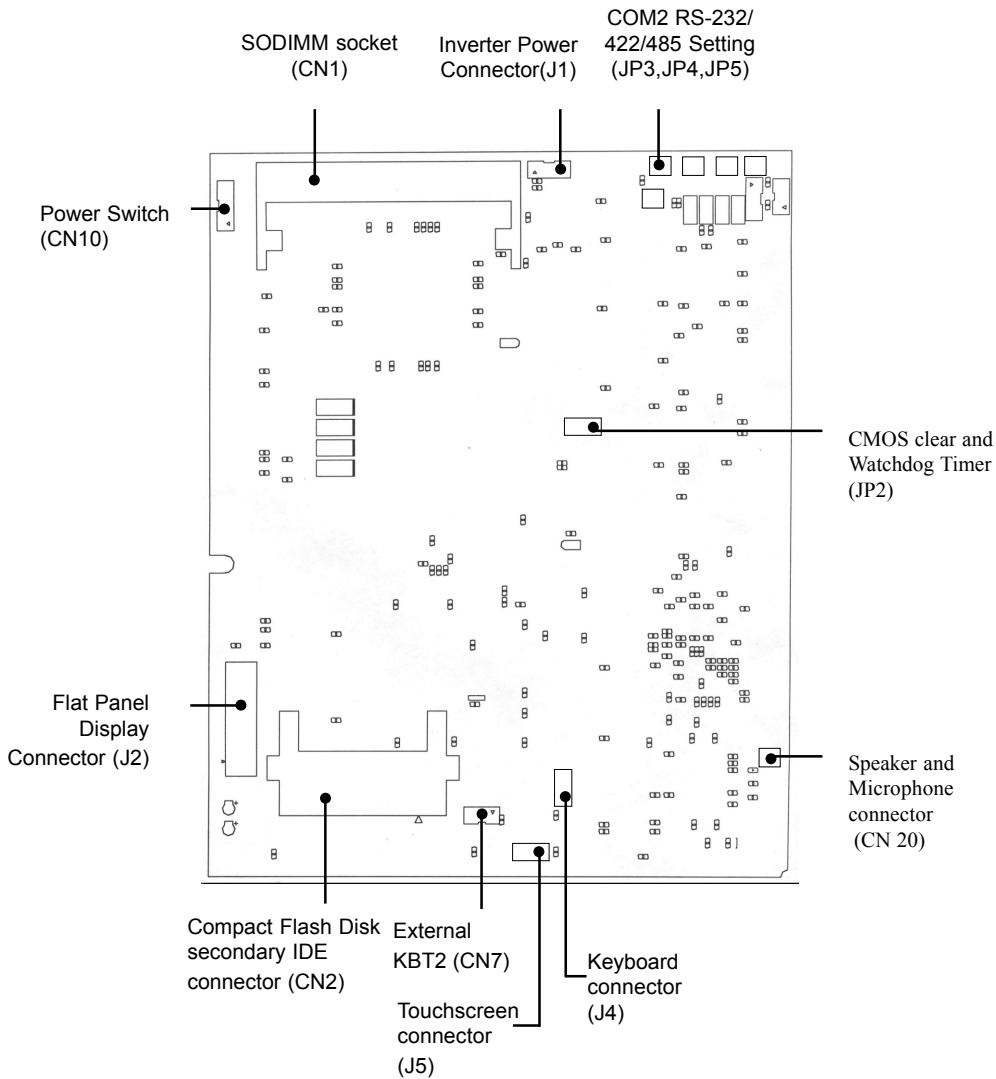 SODIMM socket
(CN1)
Inverter Power
Connector(J1)
COM2 RS-232/
422/485 Setting
(JP3,JP4,JP5)
Power Switch
(CN10)
CMOS clear and
Watchdog Timer
(JP2)
Flat Panel
Display
Connector (J2)
Speaker and
Microphone
connector
(CN 20)
Compact Flash Disk
secondary IDE
connector (CN2)
External
KBT2 (CN7)
Keyboard
connector
(J4)
Touchscreen
connector
(J5)